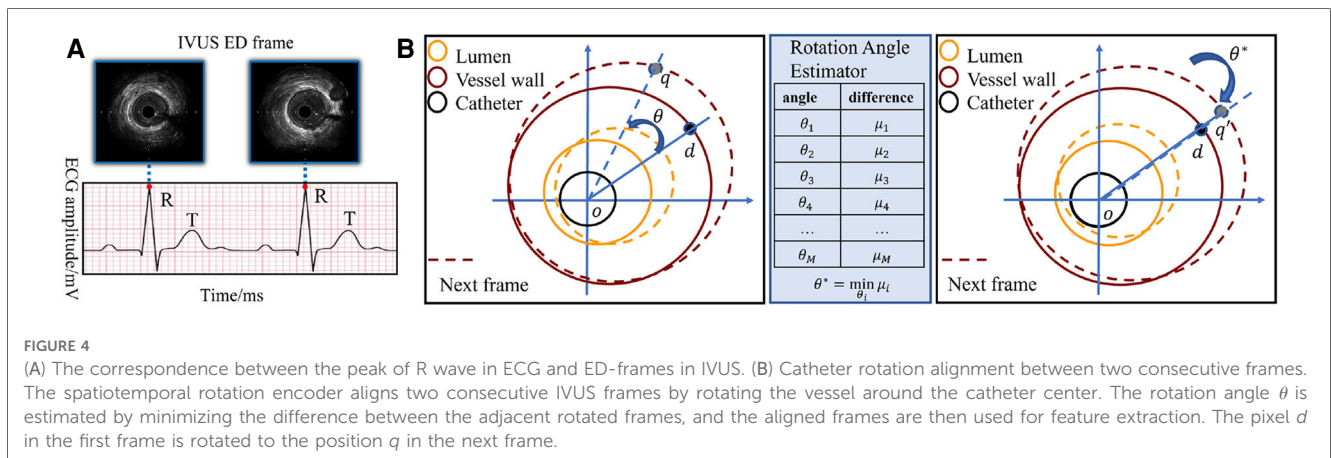 A
IVUS ED frame
ECG amplitude/mV
R
T
R
T
Time/ms
B
Lumen
Vessel wall
Catheter
q
θ
d
o
Next frame
Rotation Angle
Estimator
angle difference
θ₁ μ₁
θ₂ μ₂
θ₃ μ₃
θ₄ μ₄
... ...
θ_M μ_M
θ* = min μᵢ
θᵢ
Lumen
Vessel wall
Catheter
θ*
q'
d
o
Next frame
FIGURE 4
(A) The correspondence between the peak of R wave in ECG and ED-frames in IVUS. (B) Catheter rotation alignment between two consecutive frames.
The spatiotemporal rotation encoder aligns two consecutive IVUS frames by rotating the vessel around the catheter center. The rotation angle θ is
estimated by minimizing the difference between the adjacent rotated frames, and the aligned frames are then used for feature extraction. The pixel d
in the first frame is rotated to the position q in the next frame.